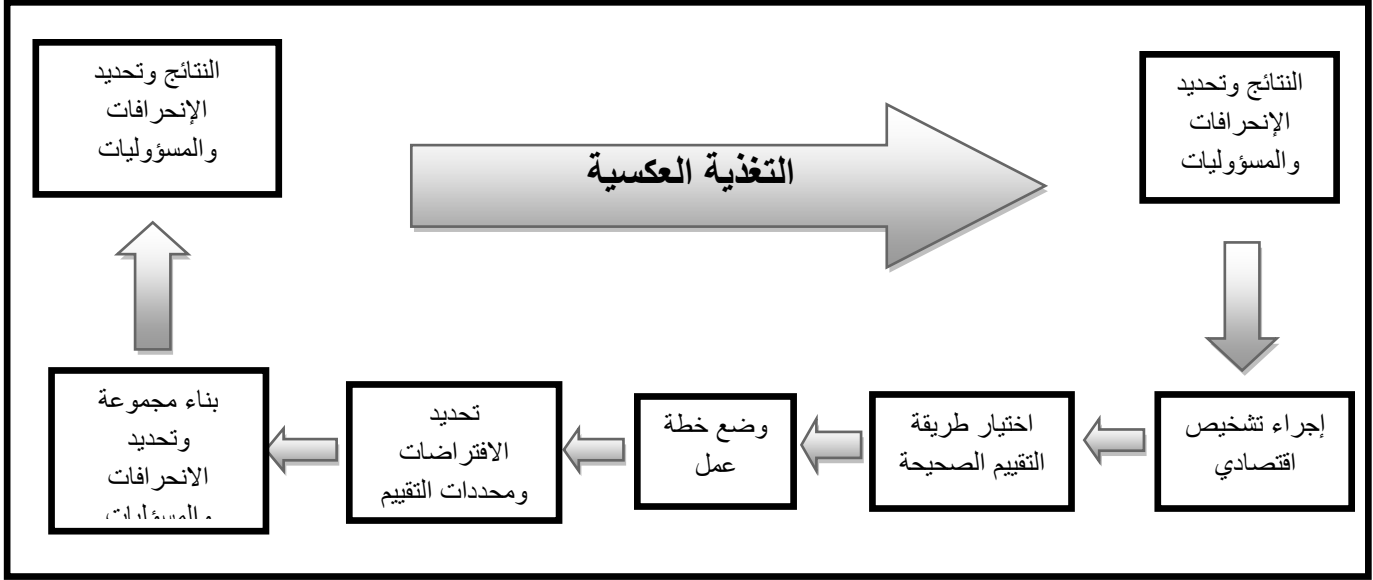 النتائج وتحديد
الإنحرافات
والمسؤوليات
التغذية العكسية
النتائج وتحديد
الإنحرافات
والمسؤوليات
إجراء تشخيص
اقتصادي
اختيار طريقة
التقييم الصحيحة
وضع خطة
عمل
تحديد
الافتراضات
ومحددات التقييم
بناء مجموعة
وتحديد
الانحرافات
والمسؤليات